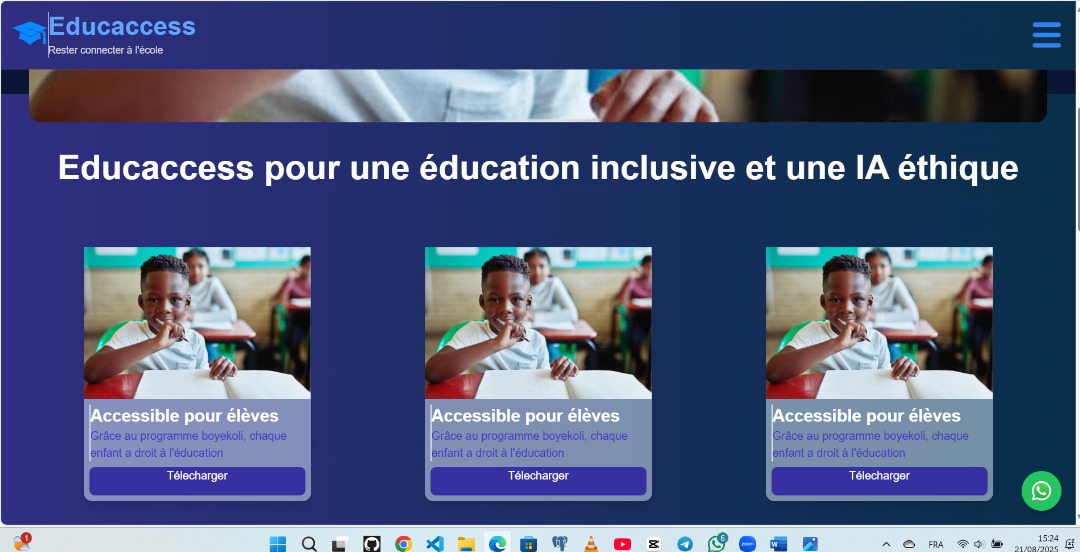 Educaccess
Rester connecter à l'école
Educaccess pour une éducation inclusive et une IA éthique
Accessible pour élèves
Grâce au programme boyekoli, chaque
enfant a droit à l'éducation
Télecharger
Accessible pour élèves
Grâce au programme boyekoli, chaque
enfant a droit à l'éducation
Télecharger
Accessible pour élèves
Grâce au programme boyekoli, chaque
enfant a droit à l'éducation
Télecharger
1
6
zoom
FRA
15:24
21/08/2025